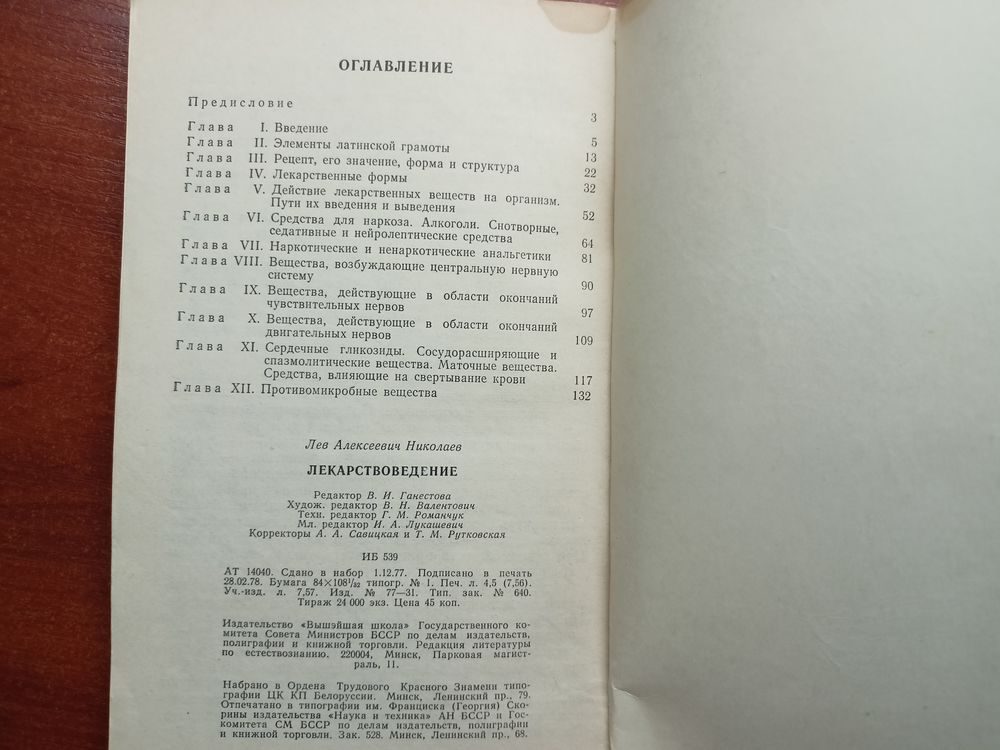 ОГЛАВЛЕНИЕ
Предисловие 3
Глава I. Введение 5
Глава II. Элементы латинской грамоты 13
Глава III. Рецепт, его значение, форма и структура 22
Глава IV. Лекарственные формы 32
Глава V. Действие лекарственных веществ на организм.
Пути их введения и выведения 52
Глава VI. Средства для наркоза. Алкоголи. Снотворные,
седативные и нейролептические средства 64
Глава VII. Наркотические и ненаркотические анальгетики 81
Глава VIII. Вещества, возбуждающие центральную нервную
систему 90
Глава IX. Вещества, действующие в области окончаний
чувствительных нервов 97
Глава X. Вещества, действующие в области окончаний
двигательных нервов 109
Глава XI. Сердечные гликозиды. Сосудорасширяющие и
спазмолитические вещества. Маточные вещества.
Средства, влияющие на свертывание крови 117
Глава XII. Противомикробные вещества 132
Лев Алексеевич Николаев
ЛЕКАРСТВОВЕДЕНИЕ
Редактор В. И. Ганестова
Худож. редактор В. Н. Валентович
Техн. редактор Г. М. Романчук
Мл. редактор И. А. Лукашевич
Корректоры А. А. Савицкая и Т. М. Рутковская
ИБ 539
АТ 14040. Сдано в набор 1.12.77. Подписано в печать
28.02.78. Бумага 84×108¹/₃₂ типогр. № 1. Печ. л. 4,5 (7,56).
Уч.-изд. л. 7,57. Изд. № 77—31. Тип. зак. № 640.
Тираж 24 000 экз. Цена 45 коп.
Издательство «Вышэйшая школа» Государственного ко-
митета Совета Министров БССР по делам издательств,
полиграфии и книжной торговли. Редакция литературы
по естествознанию. 220004, Минск, Парковая магист-
раль, 11.
Набрано в Ордена Трудового Красного Знамени типо-
графии ЦК КП Белоруссии. Минск, Ленинский пр., 79.
Отпечатано в типографии им. Франциска (Георгия) Ско-
рины издательства «Наука и техника» АН БССР и Гос-
комитета СМ БССР по делам издательств, полиграфии
и книжной торговли. Зак. 528. Минск, Ленинский пр., 68.